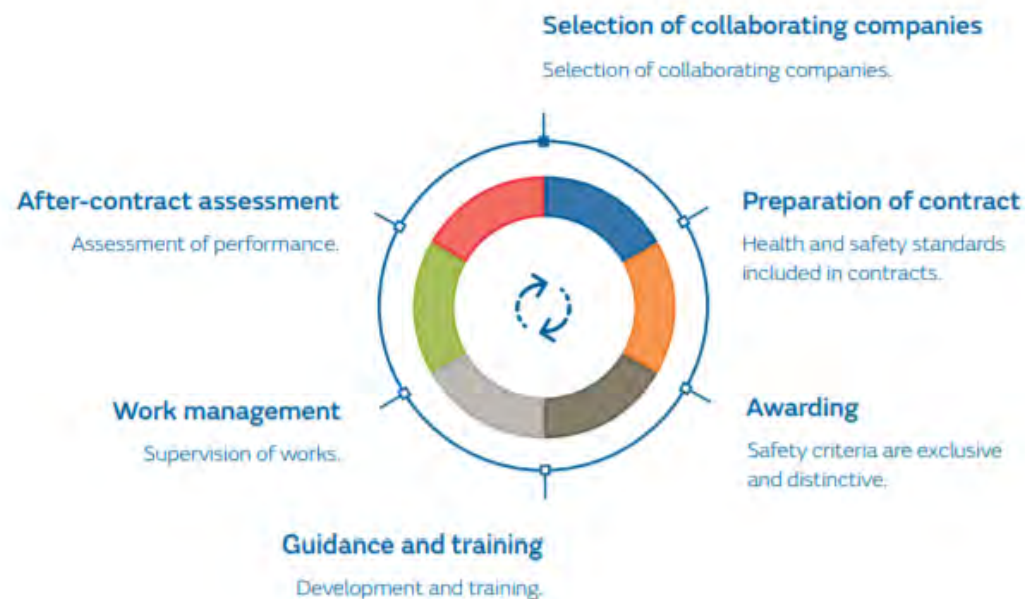 Selection of collaborating companies
Selection of collaborating companies.
Preparation of contract
Health and safety standards
included in contracts.
Awarding
Safety criteria are exclusive
and distinctive.
Guidance and training
Development and training.
Work management
Supervision of works.
After-contract assessment
Assessment of performance.